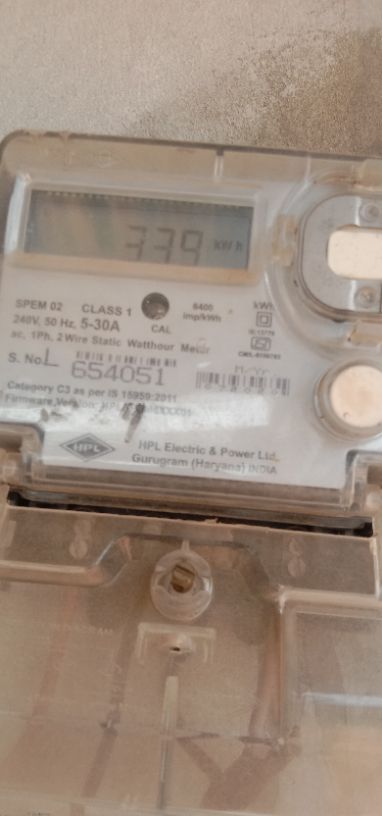 339 kWh
SPEM 02 CLASS 1 6400 imp/kWh kWh
240V, 50 Hz, 5-30A CAL
ac, 1Ph, 2 Wire Static Watthour Meter
S. No. L 654051 M/Yr.
Category C3 as per IS 15959:2011
Firmware Version:
HPL
HPL Electric & Power Ltd.
Gurugram (Haryana) INDIA